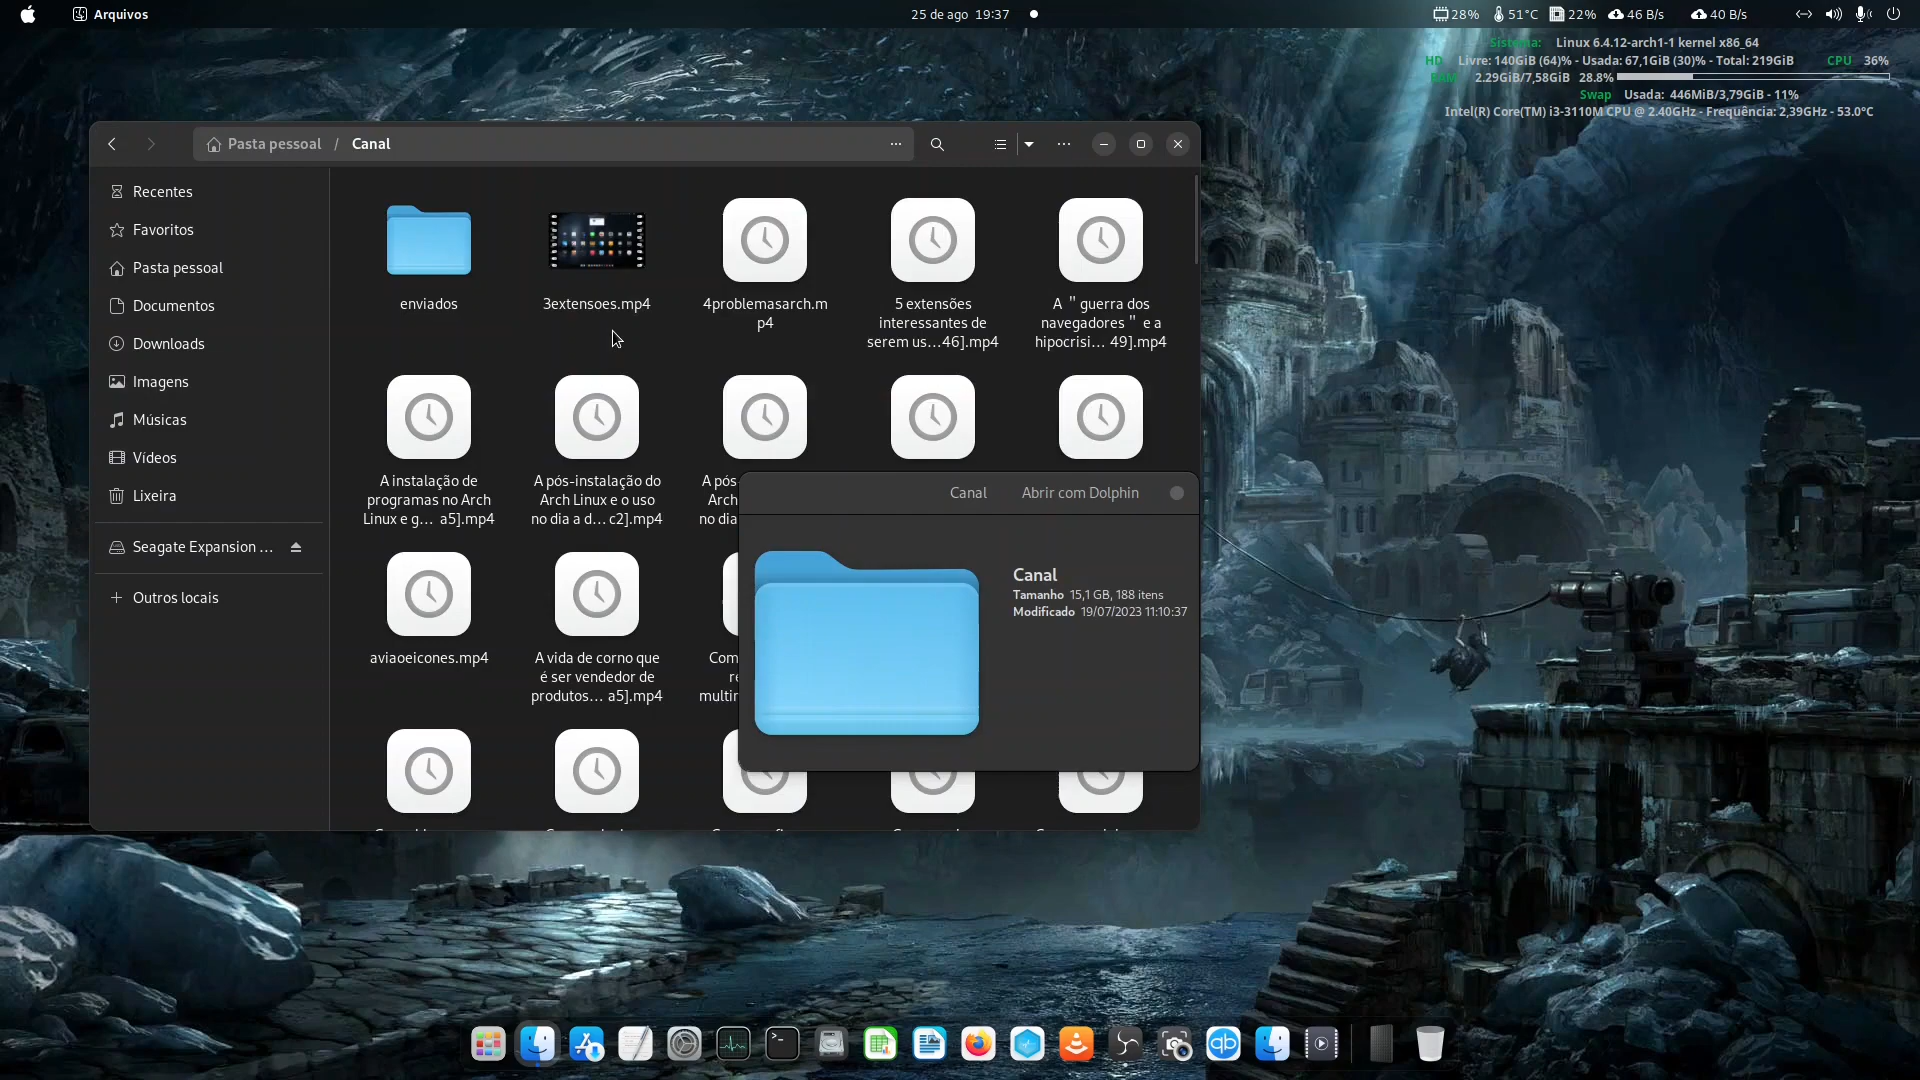 Arquivos
25 de ago 19:37
28% 51°C 22% 46 B/s 40 B/s
Sistema: Linux 6.4.12-arch1-1 kernel x86_64
HD Livre: 140GiB (64)% - Usada: 67,1GiB (30)% - Total: 219GiB CPU 36%
RAM 2.29GiB/7,58GiB 28.8%
Swap Usada: 446MiB/3,79GiB - 11%
Intel(R) Core(TM) i3-3110M CPU @ 2.40GHz - Frequência: 2,39GHz - 53.0°C
Pasta pessoal / Canal
Recentes
Favoritos
Pasta pessoal
Documentos
Downloads
Imagens
Músicas
Vídeos
Lixeira
Seagate Expansion ...
Outros locais
enviados
3extensoes.mp4
4problemasarch.m
p4
5 extensões
interessantes de
serem us...46].mp4
A " guerra dos
navegadores " e a
hipocrisi... 49].mp4
A instalação de
programas no Arch
Linux e g... a5].mp4
A pós-instalação do
Arch Linux e o uso
no dia a d... c2].mp4
A pós
Arch
no dia
aviaoeicones.mp4
A vida de corno que
é ser vendedor de
produtos... a5].mp4
Com
re
multir
Canal
Abrir com Dolphin
Canal
Tamanho 15,1 GB, 188 itens
Modificado 19/07/2023 11:10:37
qb